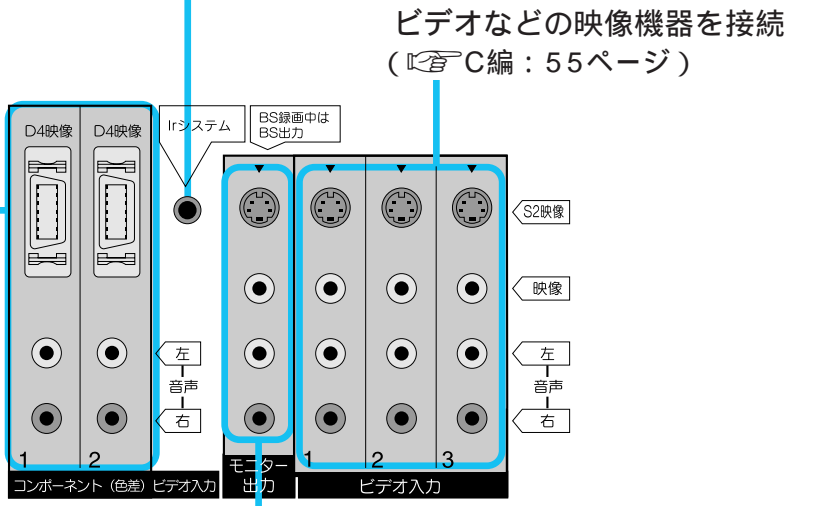 ビデオなどの映像機器を接続
(☞C編：55ページ)
D4映像
D4映像
Irシステム
BS録画中は
BS出力
S2映像
映像
左
音声
右
左
音声
右
1
2
コンポーネント（色差）ビデオ入力
モニター
出力
1
2
3
ビデオ入力